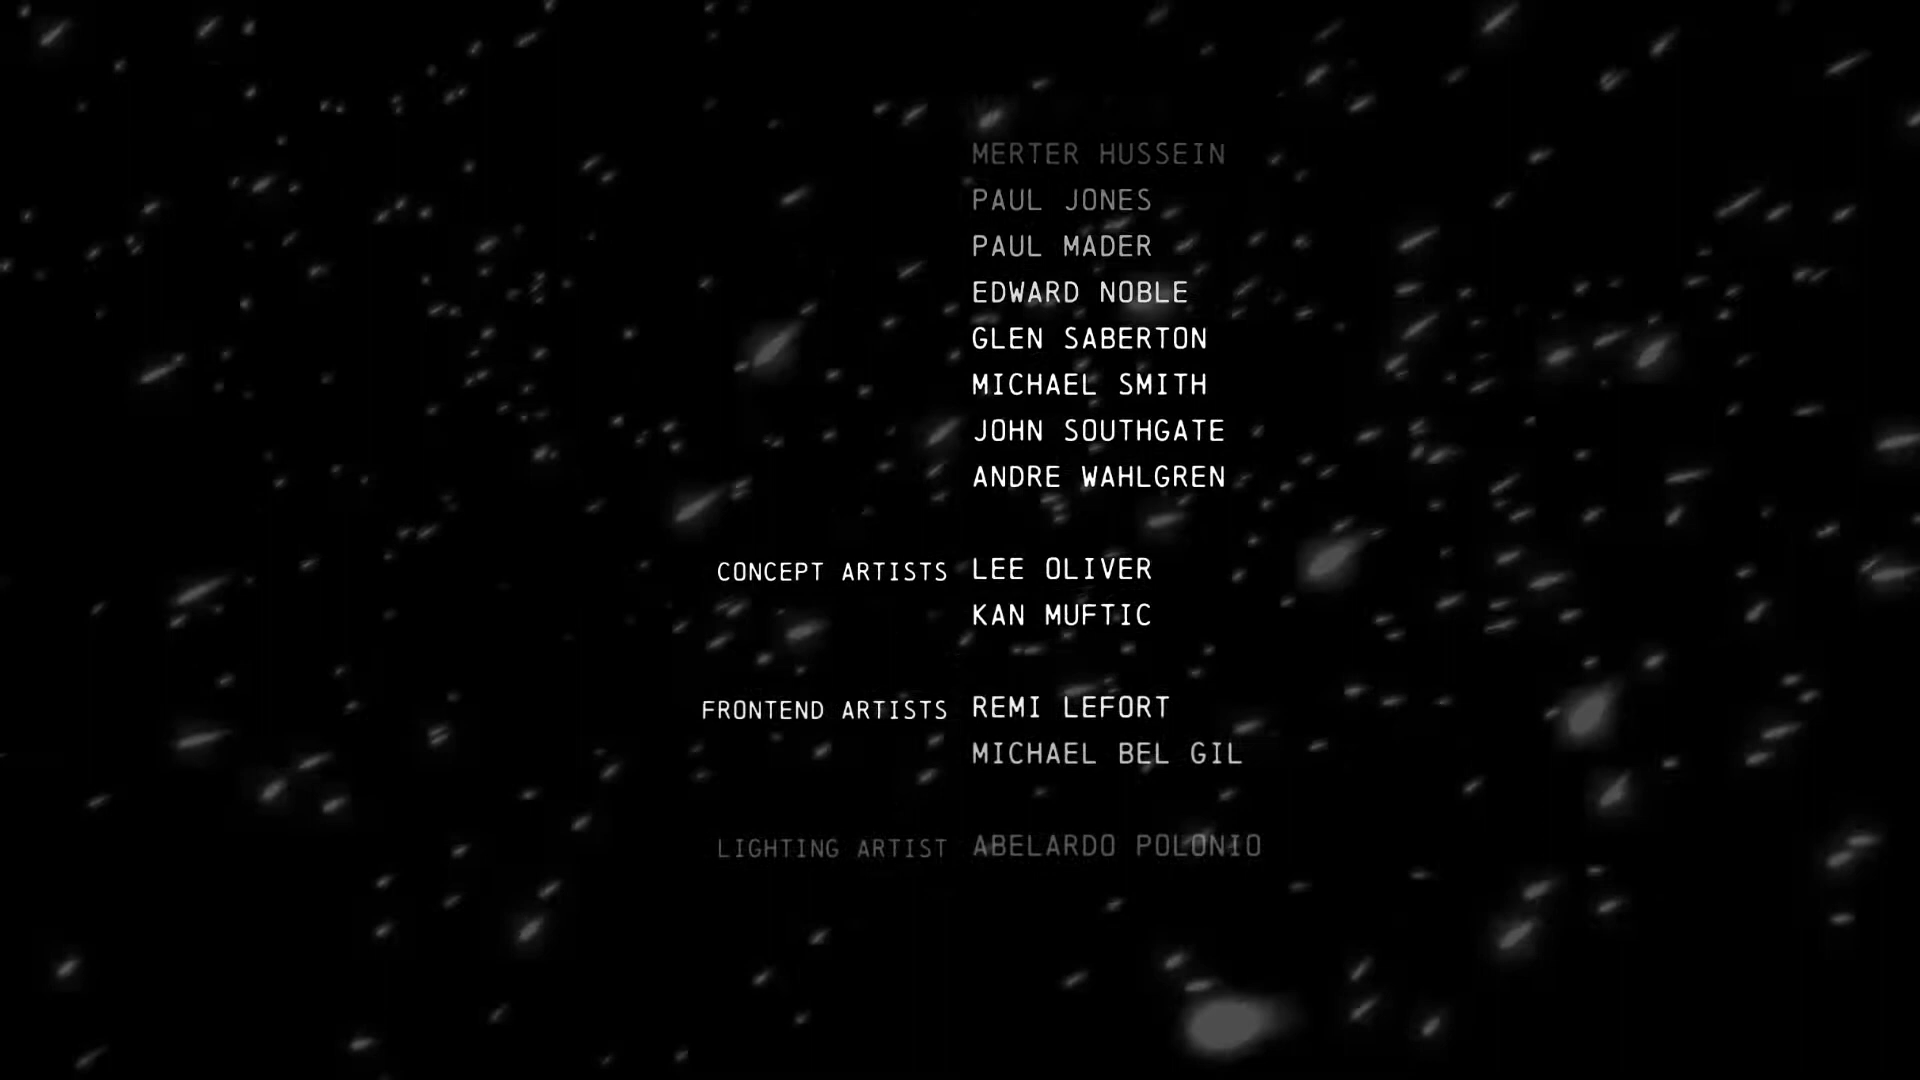 MERTER HUSSEIN
PAUL JONES
PAUL MADER
EDWARD NOBLE
GLEN SABERTON
MICHAEL SMITH
JOHN SOUTHGATE
ANDRE WAHLGREN
CONCEPT ARTISTS LEE OLIVER
KAN MUFTIC
FRONTEND ARTISTS REMI LEFORT
MICHAEL BEL GIL
LIGHTING ARTIST ABELARDO POLONIO